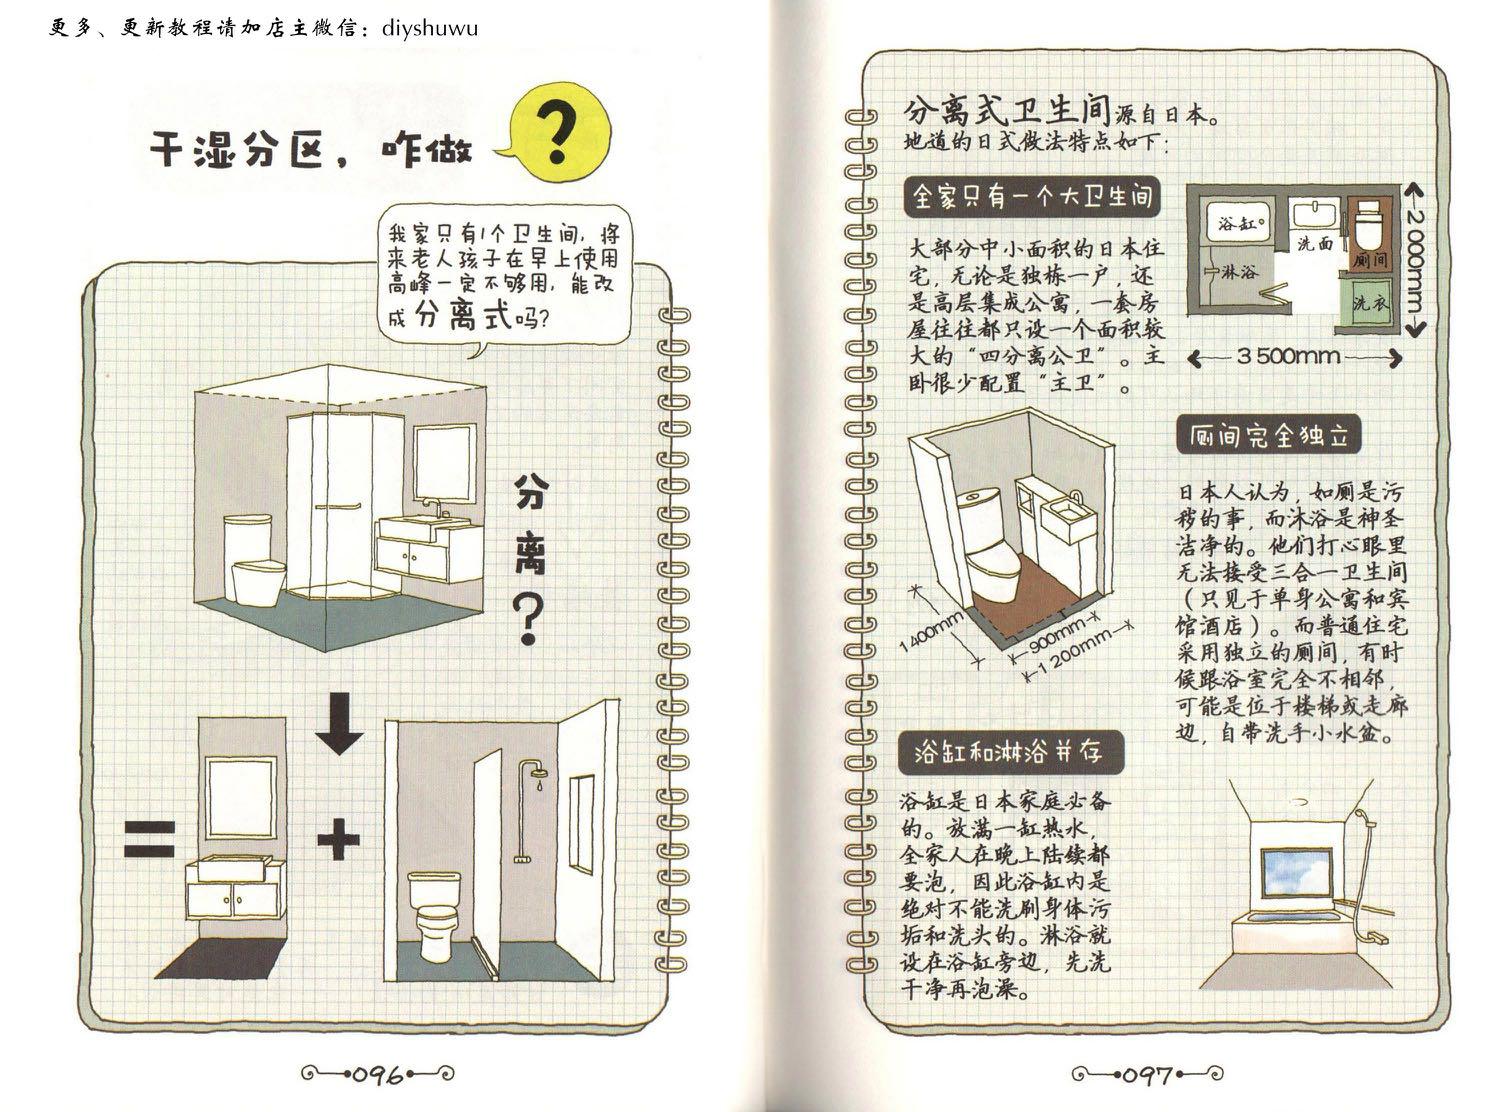 更多、更新教程请加店主微信：diyshuwu
干湿分区，咋做
?
我家只有1个卫生间，将
来老人孩子在早上使用
高峰一定不够用，能改
成分离式吗？
分离？
=
+
096
分离式卫生间源自日本。
地道的日式做法特点如下：
全家只有一个大卫生间
大部分中小面积的日本住
宅，无论是独栋一户，还
是高层集成公寓，一套房
屋往往都只设一个面积较
大的“四分离公卫”。主
卧很少配置“主卫”。
浴缸
洗面
厕间
淋浴
洗衣
2000mm
3500mm
1400mm
900mm
1200mm
厕间完全独立
日本人认为，如厕是污
秽的事，而沐浴是神圣
洁净的。他们打心眼里
无法接受三合一卫生间
（只见于单身公寓和宾
馆酒店）。而普通住宅
采用独立的厕间，有时
候跟浴室完全不相邻，
可能是位于楼梯或走廊
边，自带洗手小水盆。
浴缸和淋浴并存
浴缸是日本家庭必备
的。放满一缸热水，
全家人在晚上陆续都
要泡，因此浴缸内是
绝对不能洗刷身体污
垢和洗头的。淋浴就
设在浴缸旁边，先洗
干净再泡澡。
097